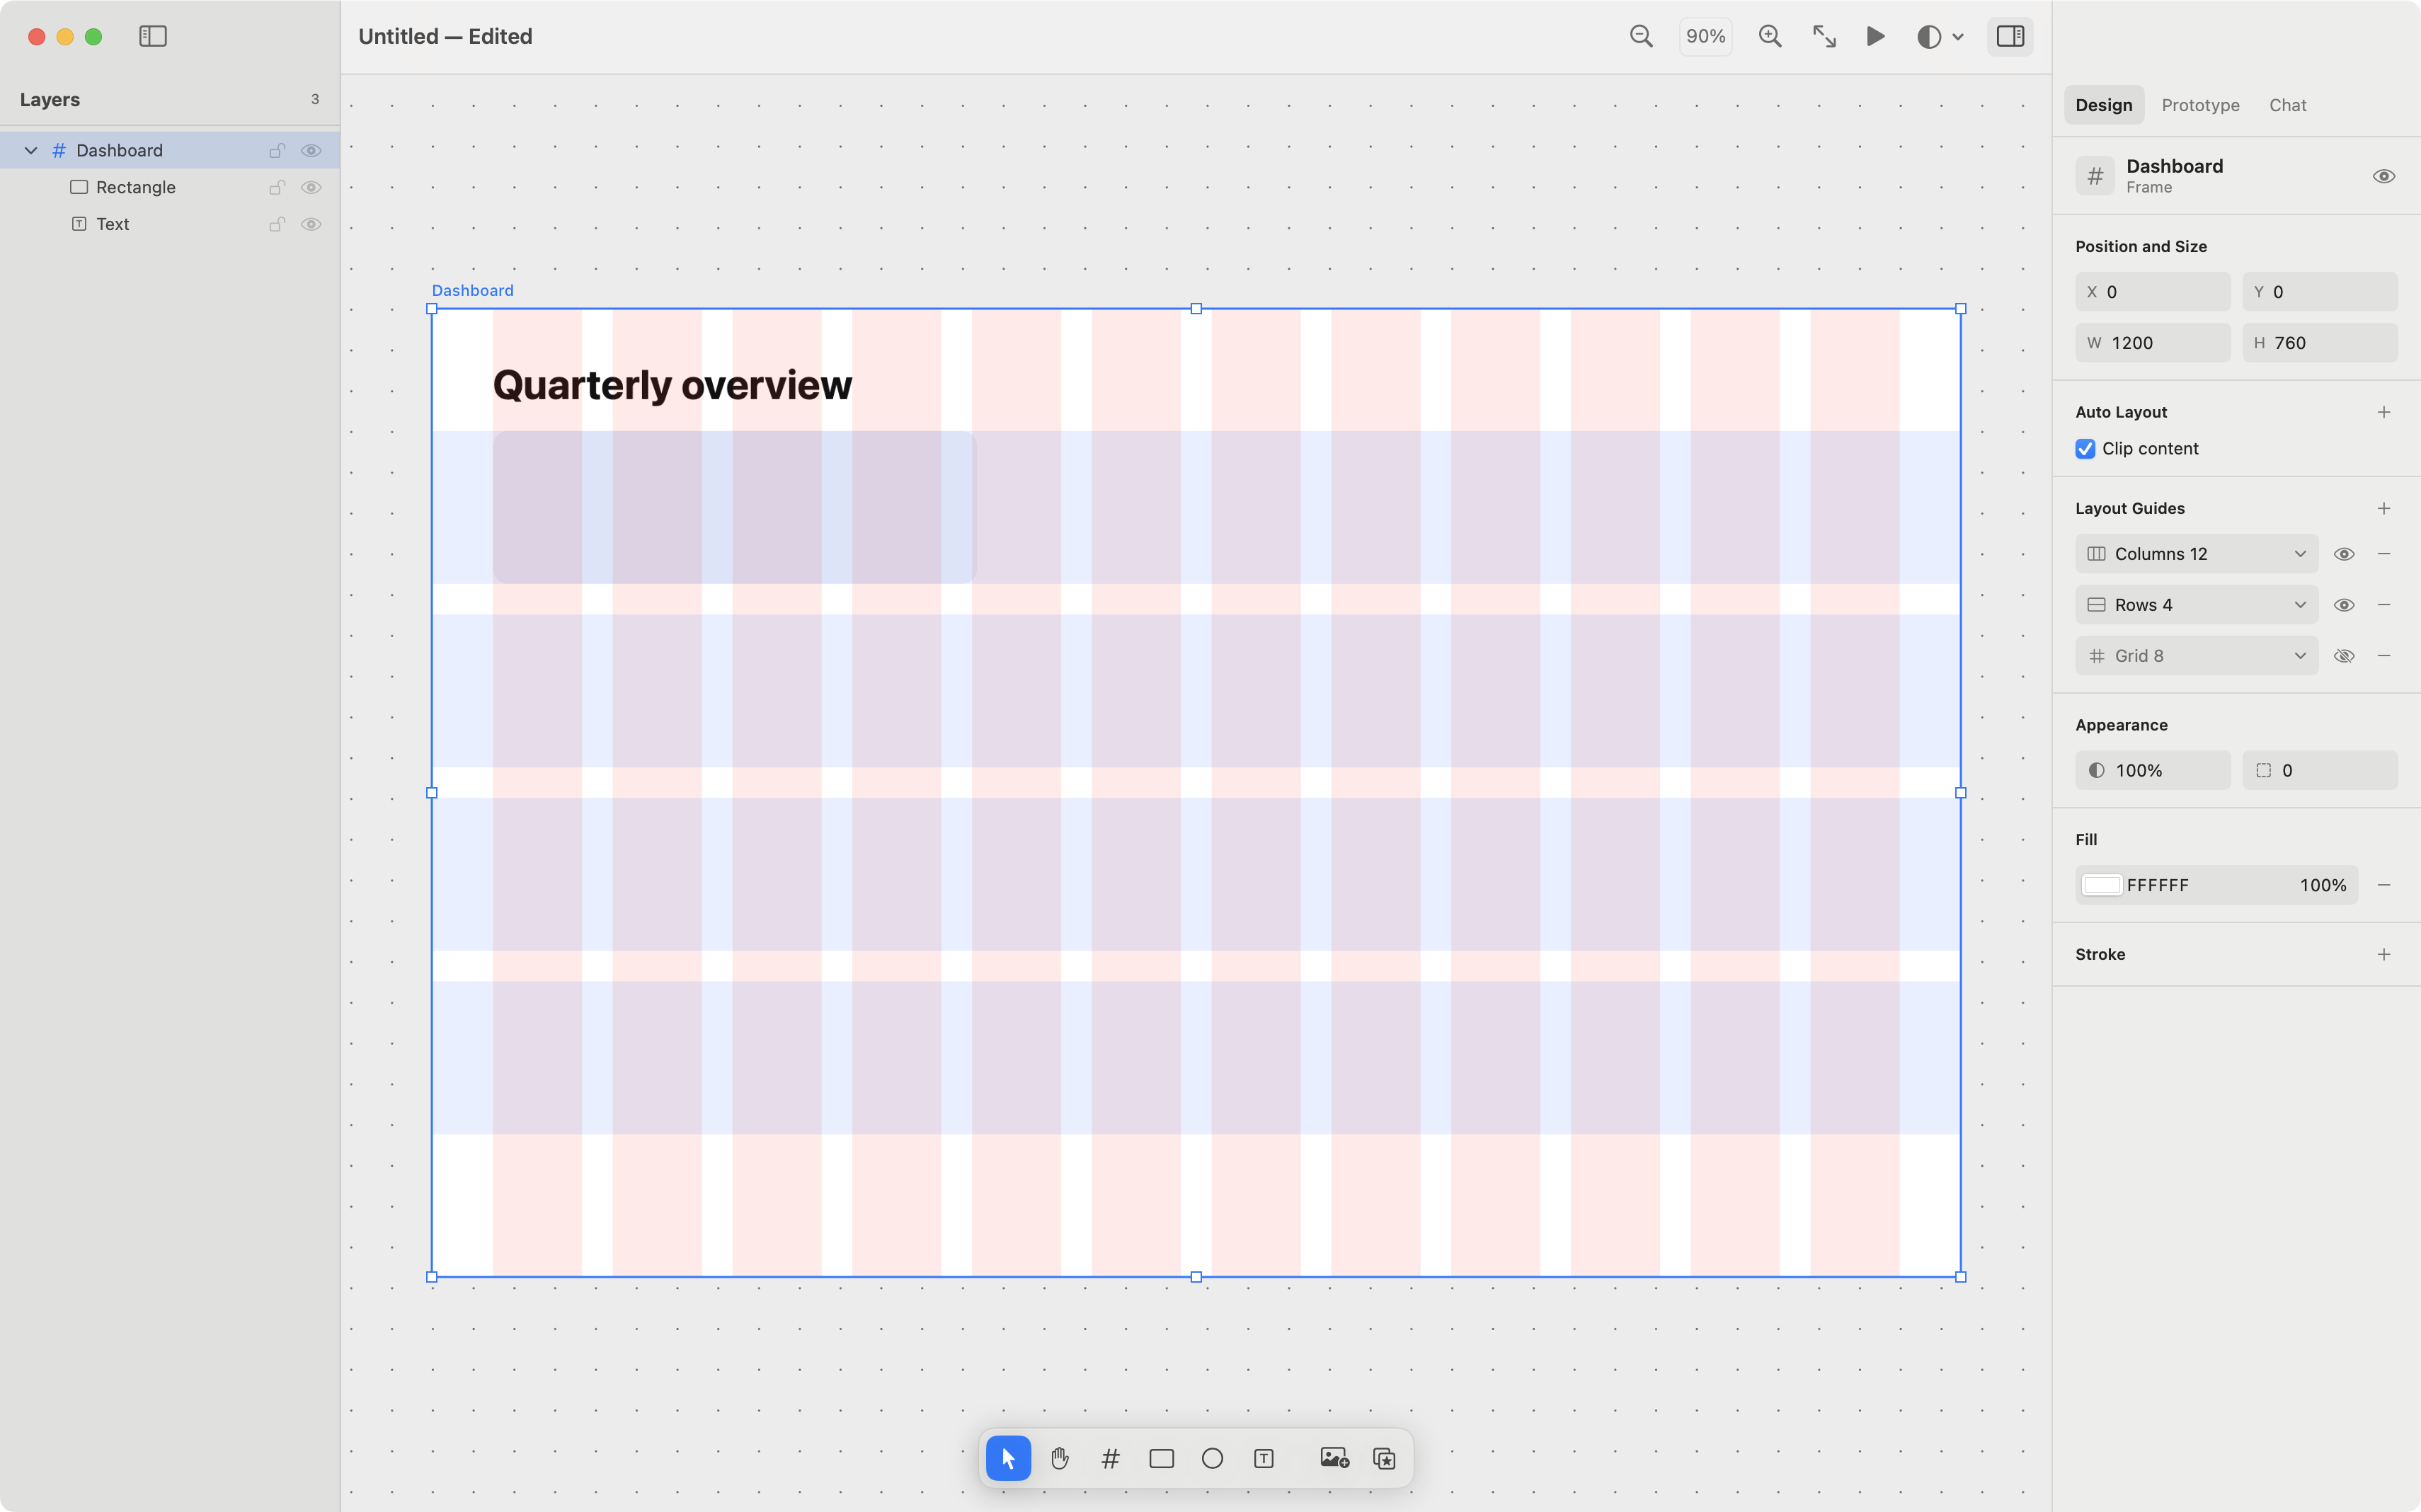 Untitled — Edited
90%
Layers
3
Dashboard
Rectangle
Text
Dashboard
Quarterly overview
Design
Prototype
Chat
Dashboard
Frame
Position and Size
X 0
Y 0
W 1200
H 760
Auto Layout
Clip content
Layout Guides
Columns 12
Rows 4
Grid 8
Appearance
100%
0
Fill
FFFFFF 100%
Stroke